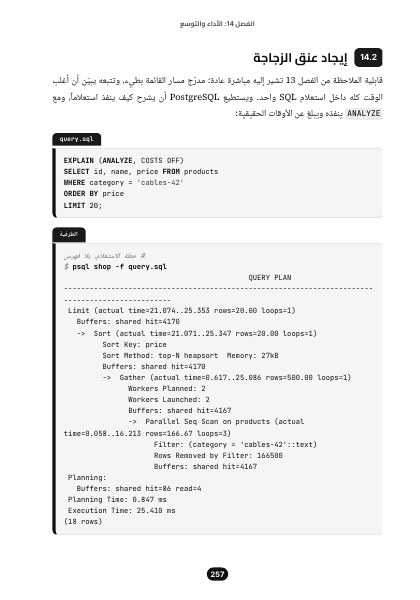 الفصل 14: الأداء والتوسع
14.2 إيجاد عنق الزجاجة
قابلية الملاحظة من الفصل 13 تشير إليه مباشرة عادة: مدرّج مسار القائمة بطيء، وتتبعه يبيّن أن أغلب
الوقت كله داخل استعلام SQL واحد. ويستطيع PostgreSQL أن يشرح كيف ينفذ استعلاماً، ومع
ANALYZE ينفذه ويبلغ عن الأوقات الحقيقية:
query.sql
EXPLAIN (ANALYZE, COSTS OFF)
SELECT id, name, price FROM products
WHERE category = 'cables-42'
ORDER BY price
LIMIT 20;
الطرفية
# خطة الاستعلام، بلا فهرس
$ psql shop -f query.sql
QUERY PLAN
-------------------------------------------------------------------------
-------------------------
Limit (actual time=21.074..25.353 rows=20.00 loops=1)
Buffers: shared hit=4170
-> Sort (actual time=21.071..25.347 rows=20.00 loops=1)
Sort Key: price
Sort Method: top-N heapsort Memory: 27kB
Buffers: shared hit=4170
-> Gather (actual time=0.617..25.086 rows=500.00 loops=1)
Workers Planned: 2
Workers Launched: 2
Buffers: shared hit=4167
-> Parallel Seq Scan on products (actual
time=0.058..16.213 rows=166.67 loops=3)
Filter: (category = 'cables-42'::text)
Rows Removed by Filter: 166500
Buffers: shared hit=4167
Planning:
Buffers: shared hit=86 read=4
Planning Time: 0.847 ms
Execution Time: 25.410 ms
(18 rows)
257